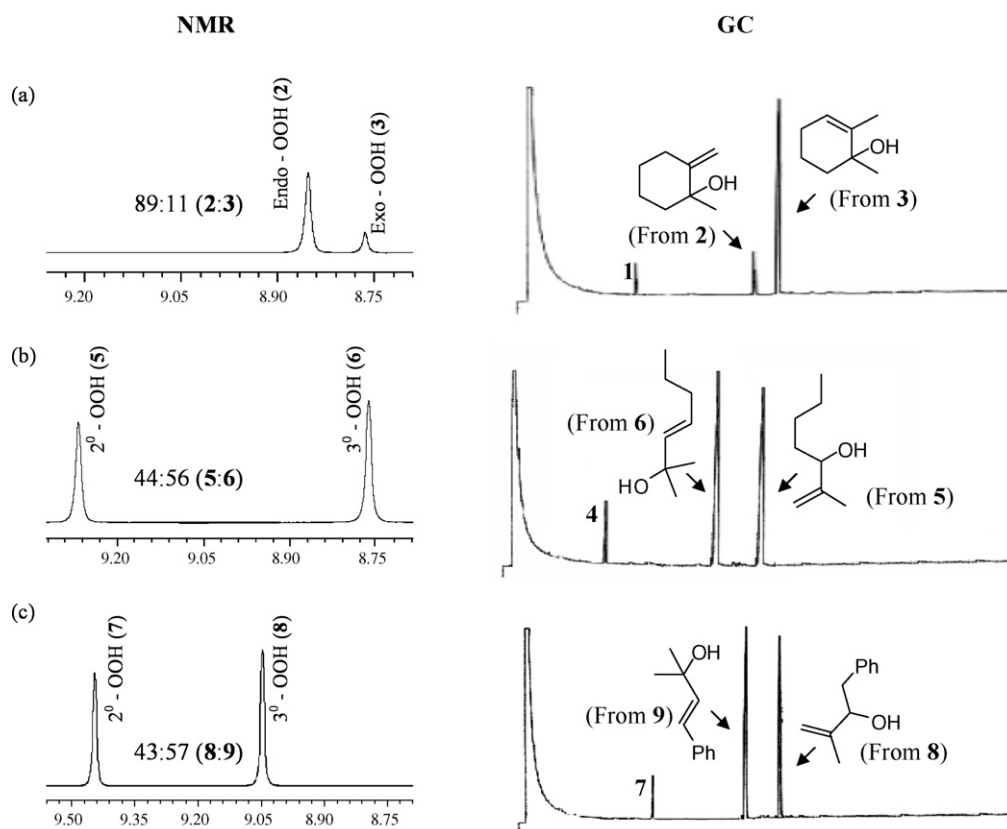 NMR
GC
(a)
Endo - OOH (2)
Exo - OOH (3)
89:11 (2:3)
9.20 9.05 8.90 8.75
OH
(From 2)
OH
(From 3)
1
(b)
2⁰ - OOH (5)
3⁰ - OOH (6)
44:56 (5:6)
9.20 9.05 8.90 8.75
(From 6)
HO
OH
(From 5)
4
(c)
2⁰ - OOH (7)
3⁰ - OOH (8)
43:57 (8:9)
9.50 9.35 9.20 9.05 8.90 8.75
OH
(From 9)
Ph
Ph
OH
(From 8)
7